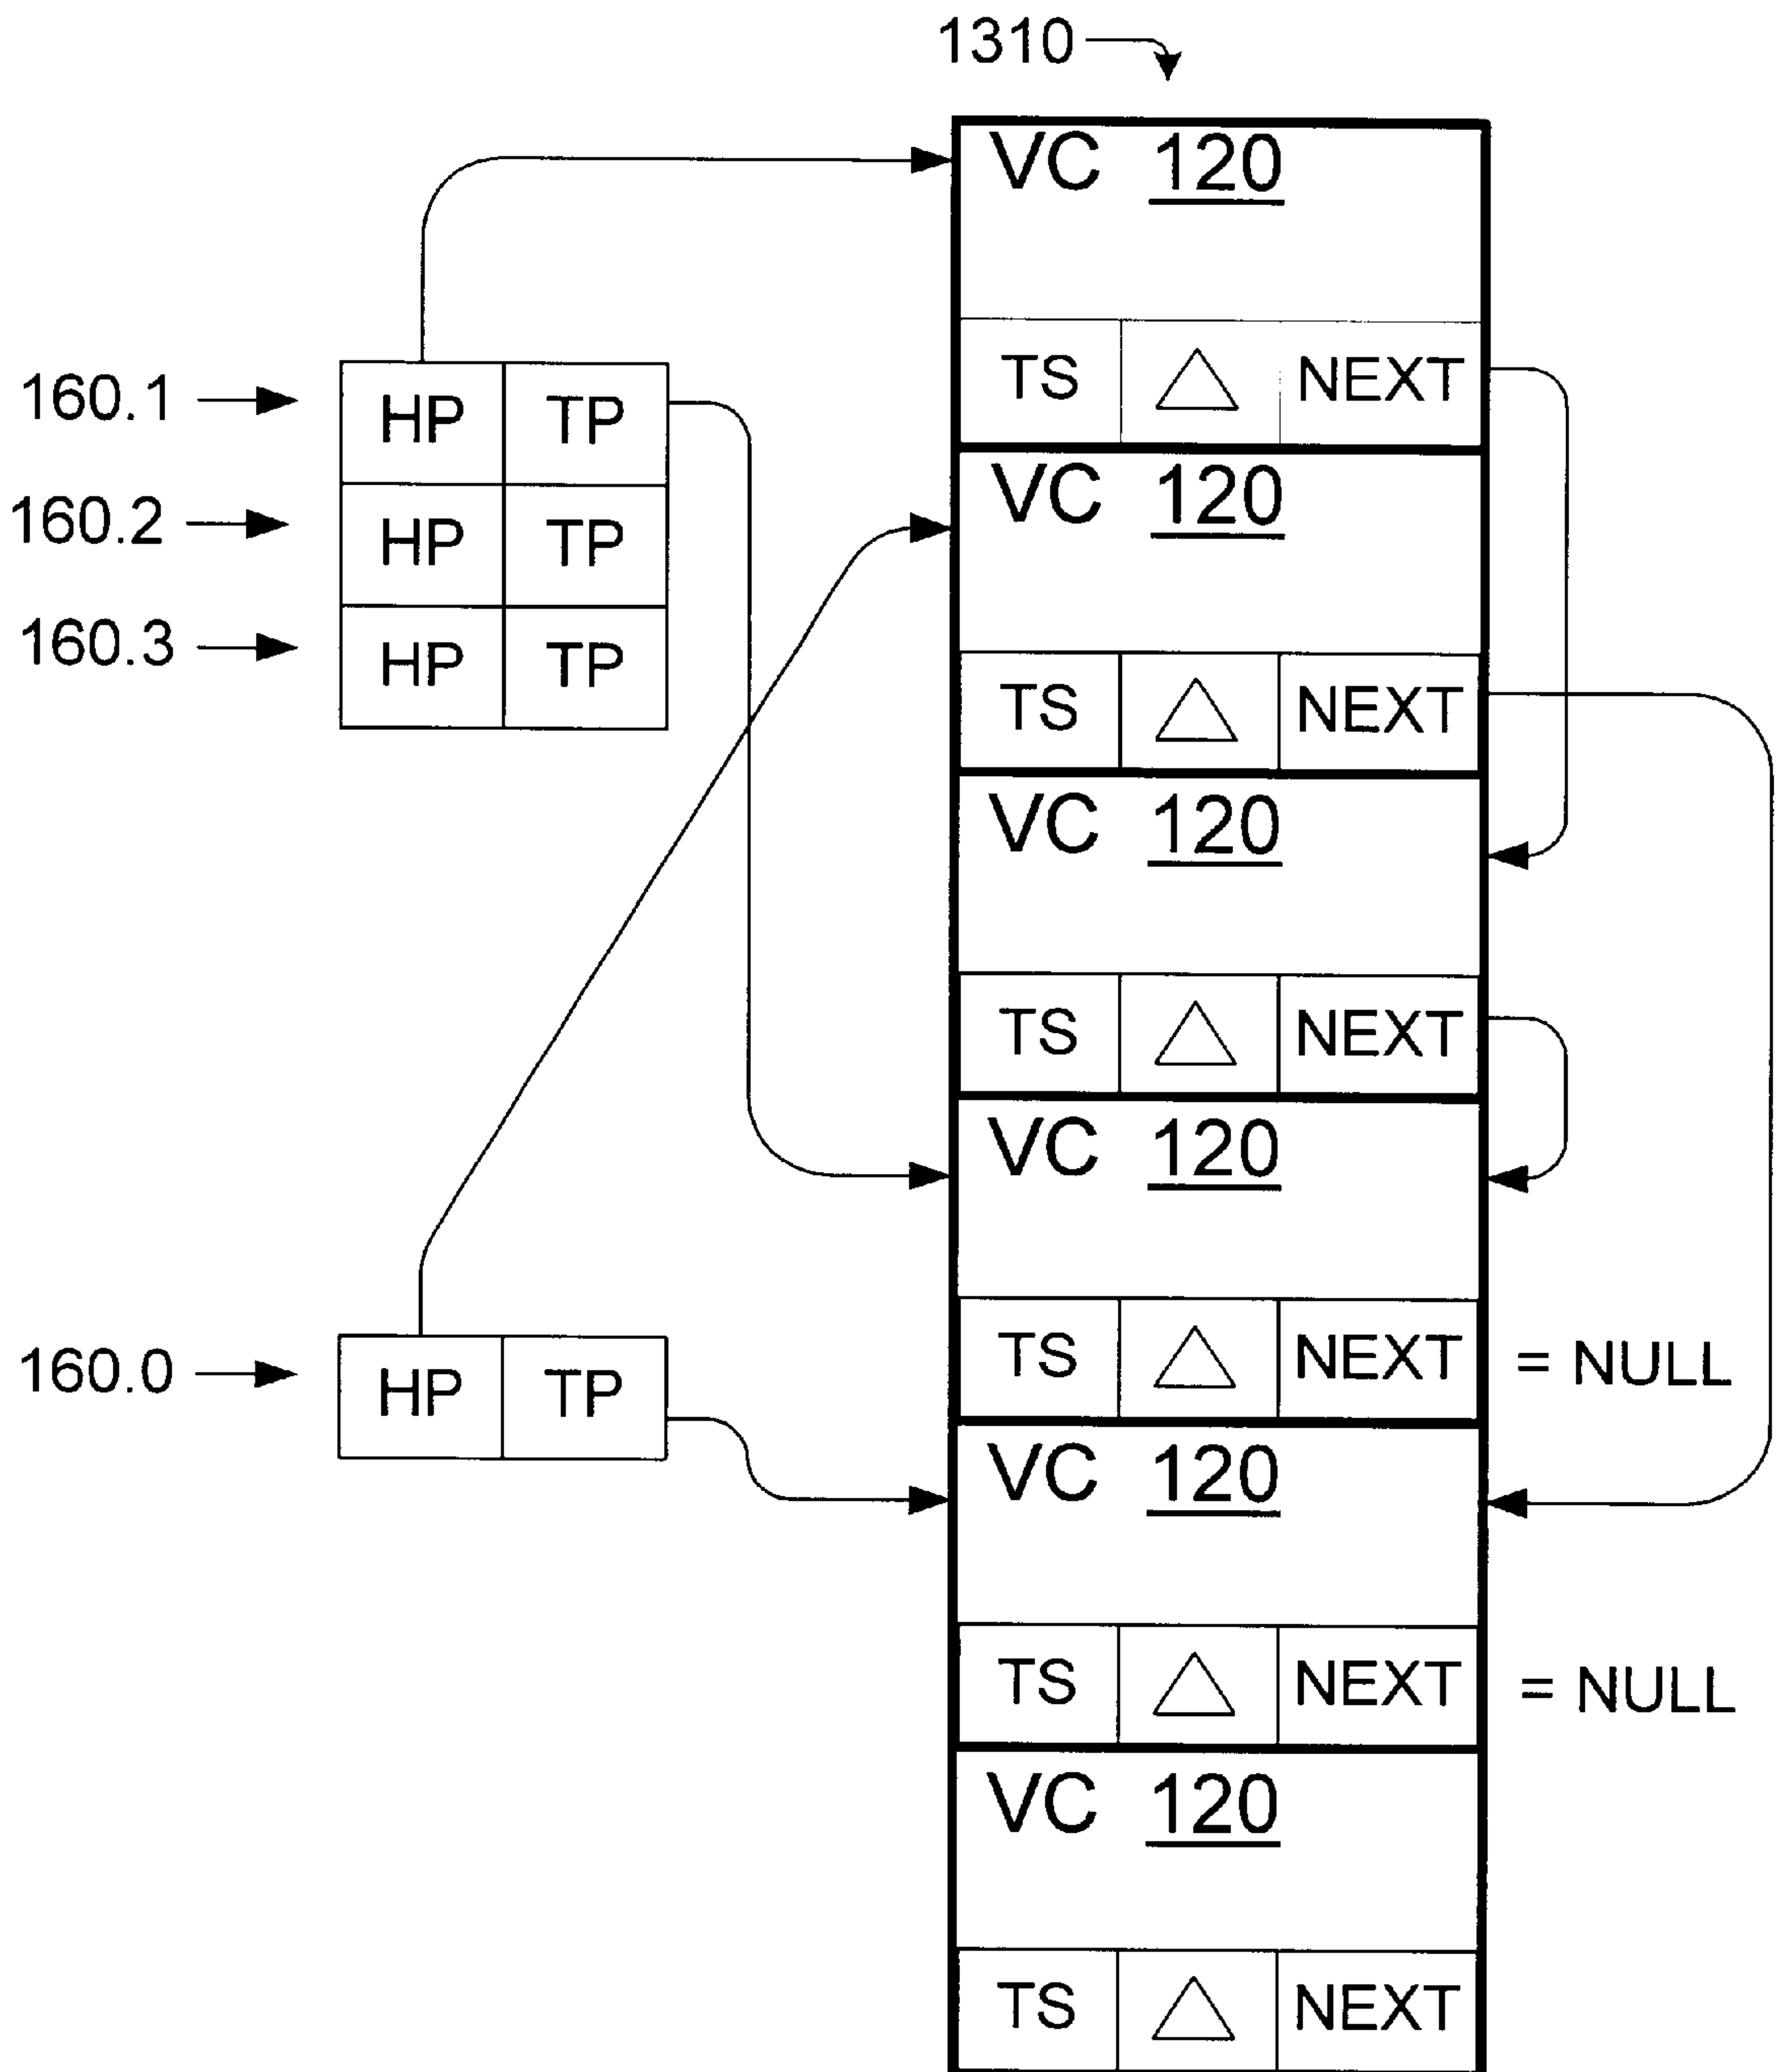 1310
VC 120
TS △ NEXT
160.1 HP TP
VC 120
160.2 HP TP
160.3 HP TP
TS △ NEXT
VC 120
TS △ NEXT
VC 120
TS △ NEXT = NULL
160.0 HP TP
VC 120
TS △ NEXT = NULL
VC 120
TS △ NEXT